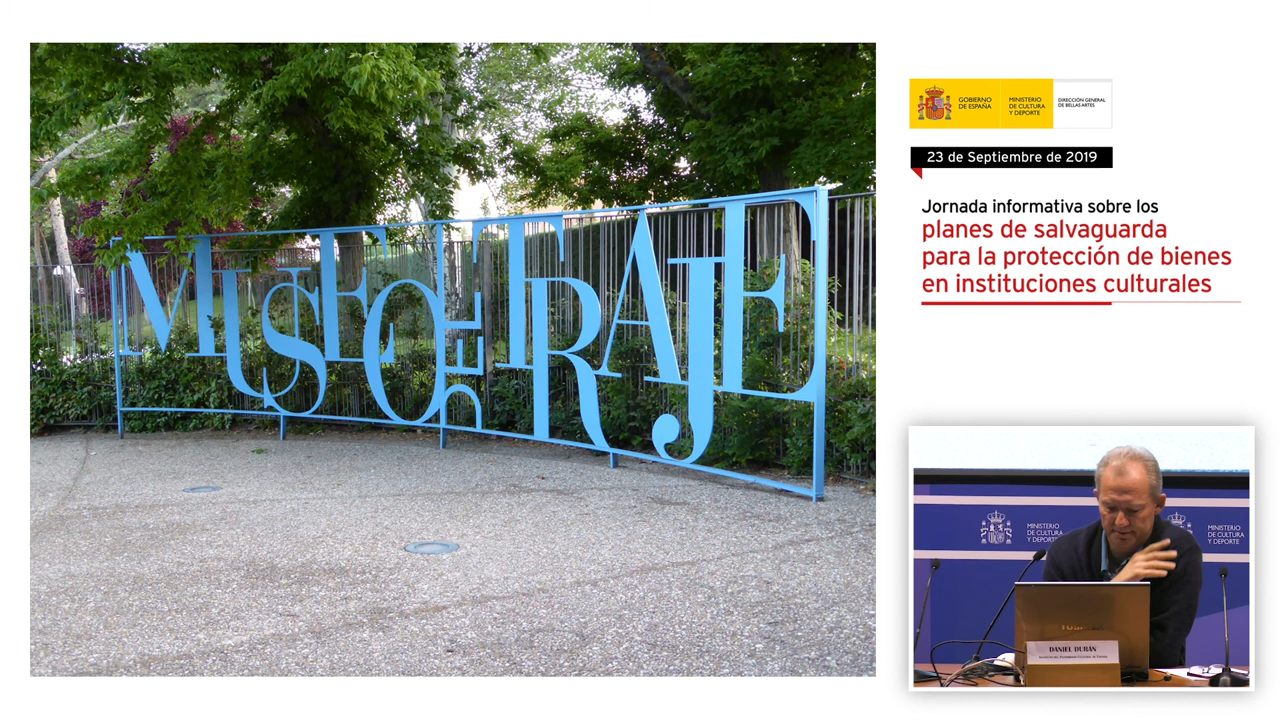 MUSEO DEL TRAJE
GOBIERNO
DE ESPAÑA
MINISTERIO
DE CULTURA
Y DEPORTE
DIRECCIÓN GENERAL
DE BELLAS ARTES
23 de Septiembre de 2019
Jornada informativa sobre los
planes de salvaguarda
para la protección de bienes
en instituciones culturales
MINISTERIO
DE CULTURA
Y DEPORTE
MINISTERIO
DE CULTURA
Y DEPORTE
DANIEL DURÁN